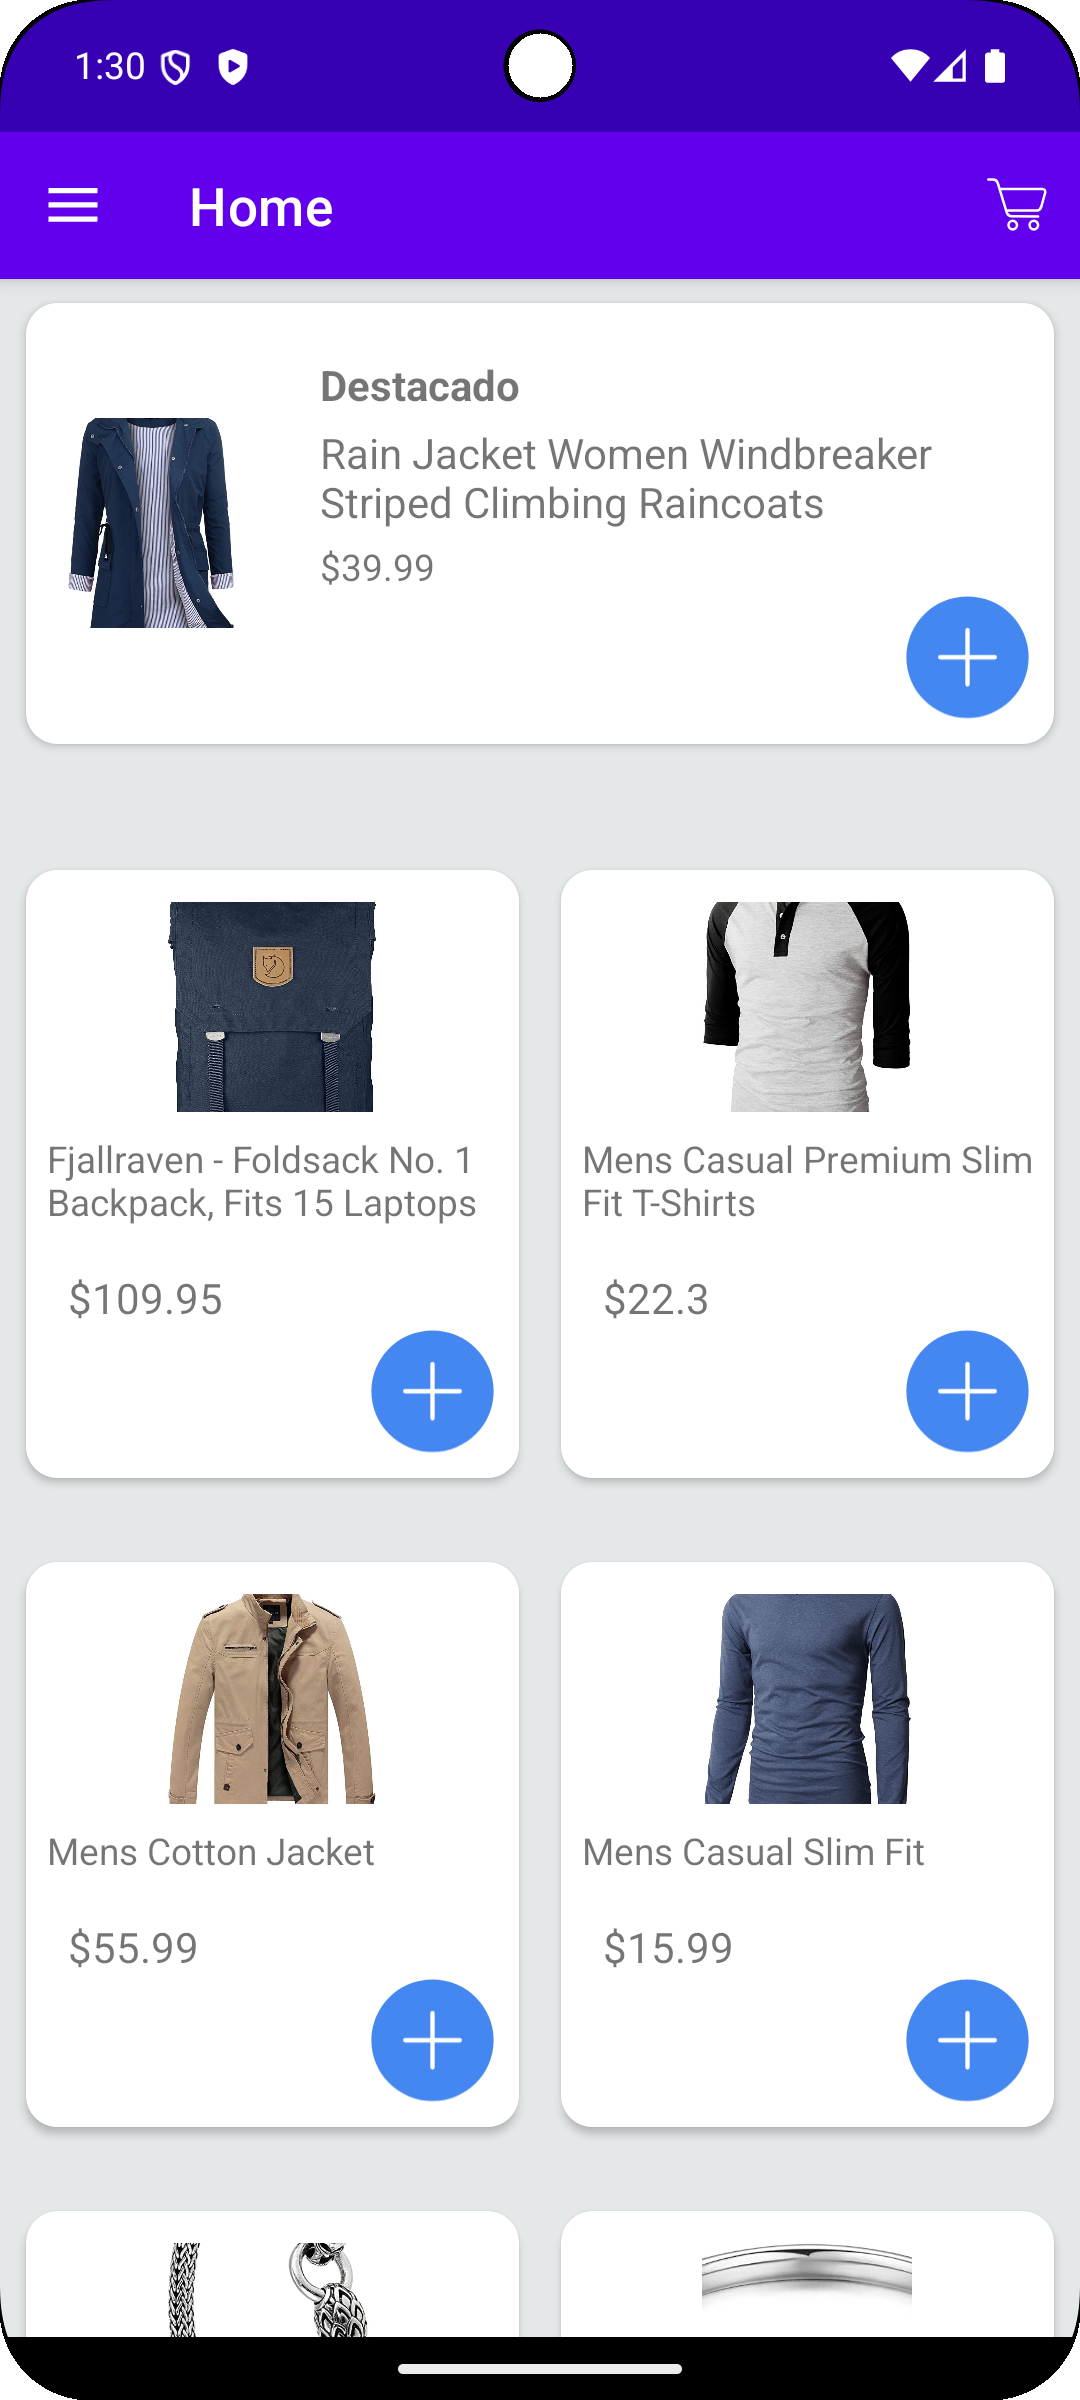 1:30
Home
Destacado
Rain Jacket Women Windbreaker
Striped Climbing Raincoats
$39.99
Fjallraven - Foldsack No. 1
Backpack, Fits 15 Laptops
$109.95
Mens Casual Premium Slim
Fit T-Shirts
$22.3
Mens Cotton Jacket
$55.99
Mens Casual Slim Fit
$15.99